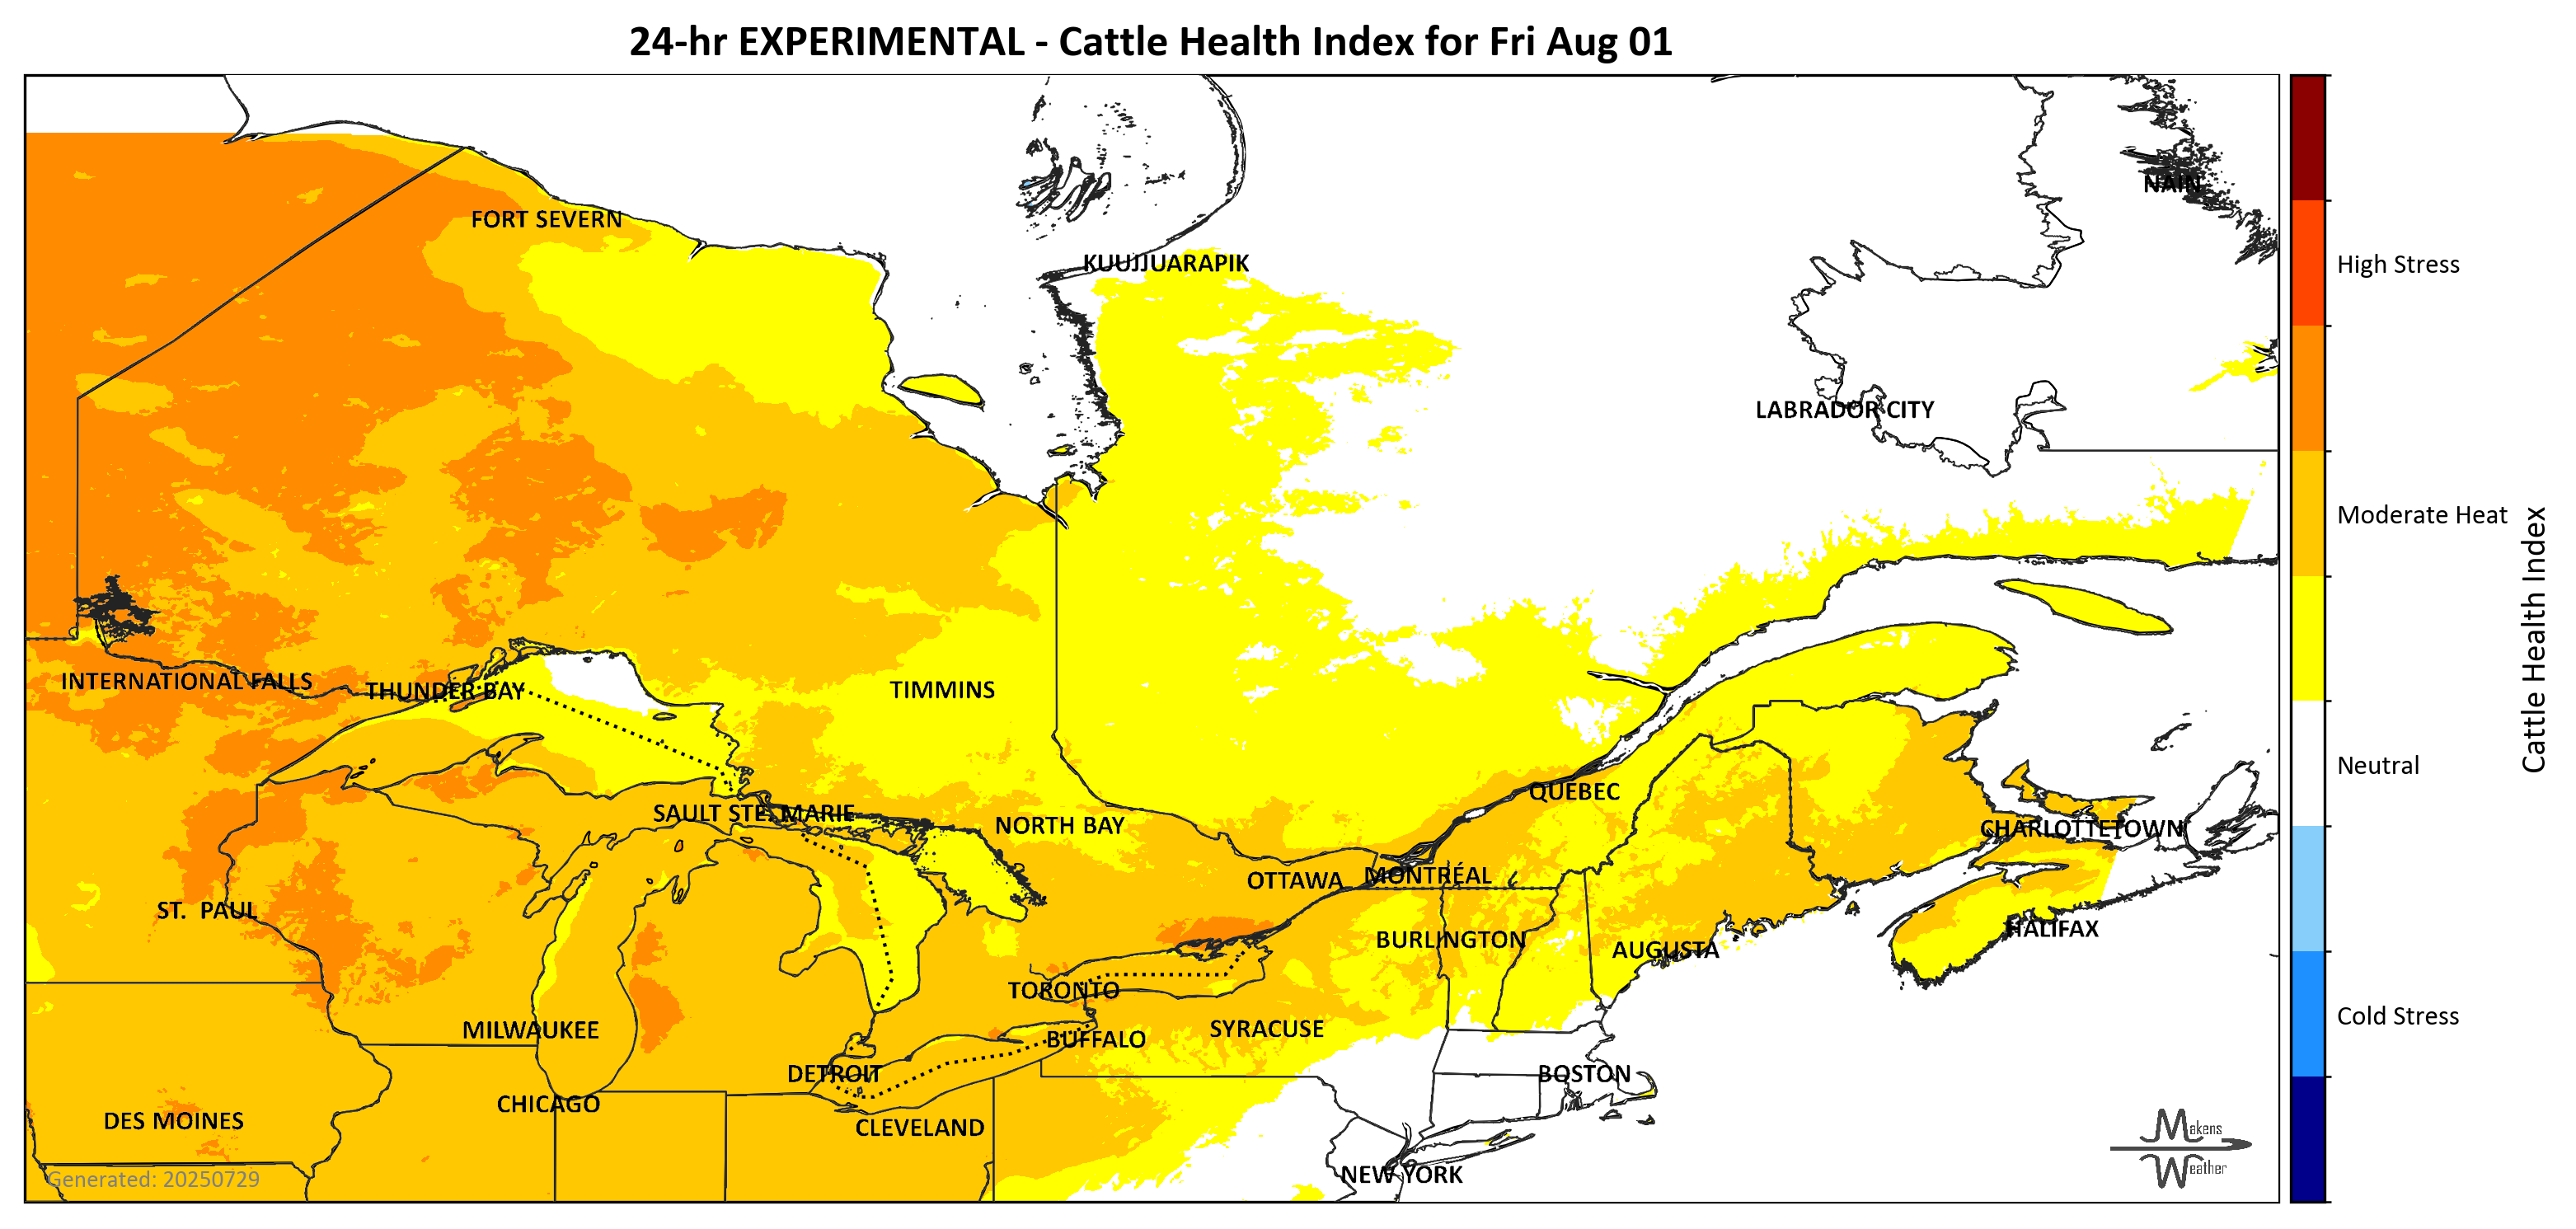 24-hr EXPERIMENTAL - Cattle Health Index for Fri Aug 01
NAIN
FORT SEVERN
KUUJJUARAPIK
High Stress
LABRADOR CITY
Moderate Heat
INTERNATIONAL FALLS
THUNDER BAY
TIMMINS
Cattle Health Index
Neutral
QUEBEC
SAULT STE. MARIE
NORTH BAY
CHARLOTTETOWN
OTTAWA
MONTRÉAL
ST. PAUL
HALIFAX
BURLINGTON
AUGUSTA
TORONTO
Cold Stress
MILWAUKEE
SYRACUSE
BUFFALO
DETROIT
BOSTON
CHICAGO
DES MOINES
CLEVELAND
Makens
Weather
NEW YORK
Generated: 20250729